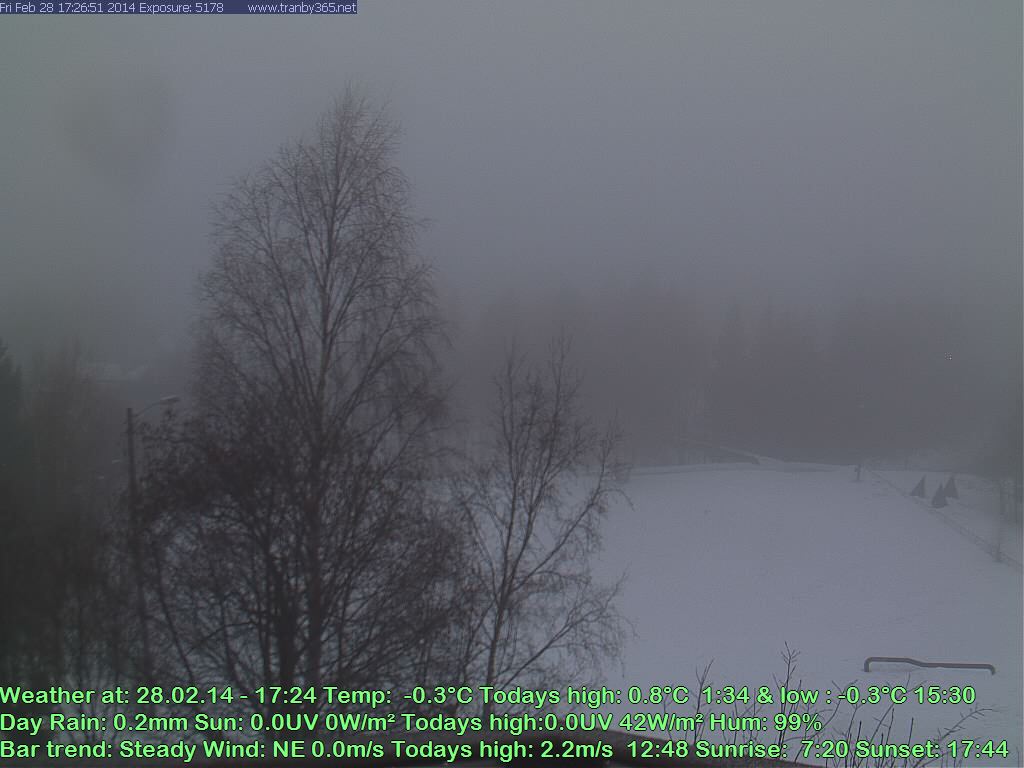 Fri Feb 28 17:26:51 2014 Exposure: 5178 www.tranby365.net
Weather at: 28.02.14 - 17:24 Temp: -0.3°C Todays high: 0.8°C 1:34 & low : -0.3°C 15:30
Day Rain: 0.2mm Sun: 0.0UV 0W/m² Todays high:0.0UV 42W/m² Hum: 99%
Bar trend: Steady Wind: NE 0.0m/s Todays high: 2.2m/s 12:48 Sunrise: 7:20 Sunset: 17:44